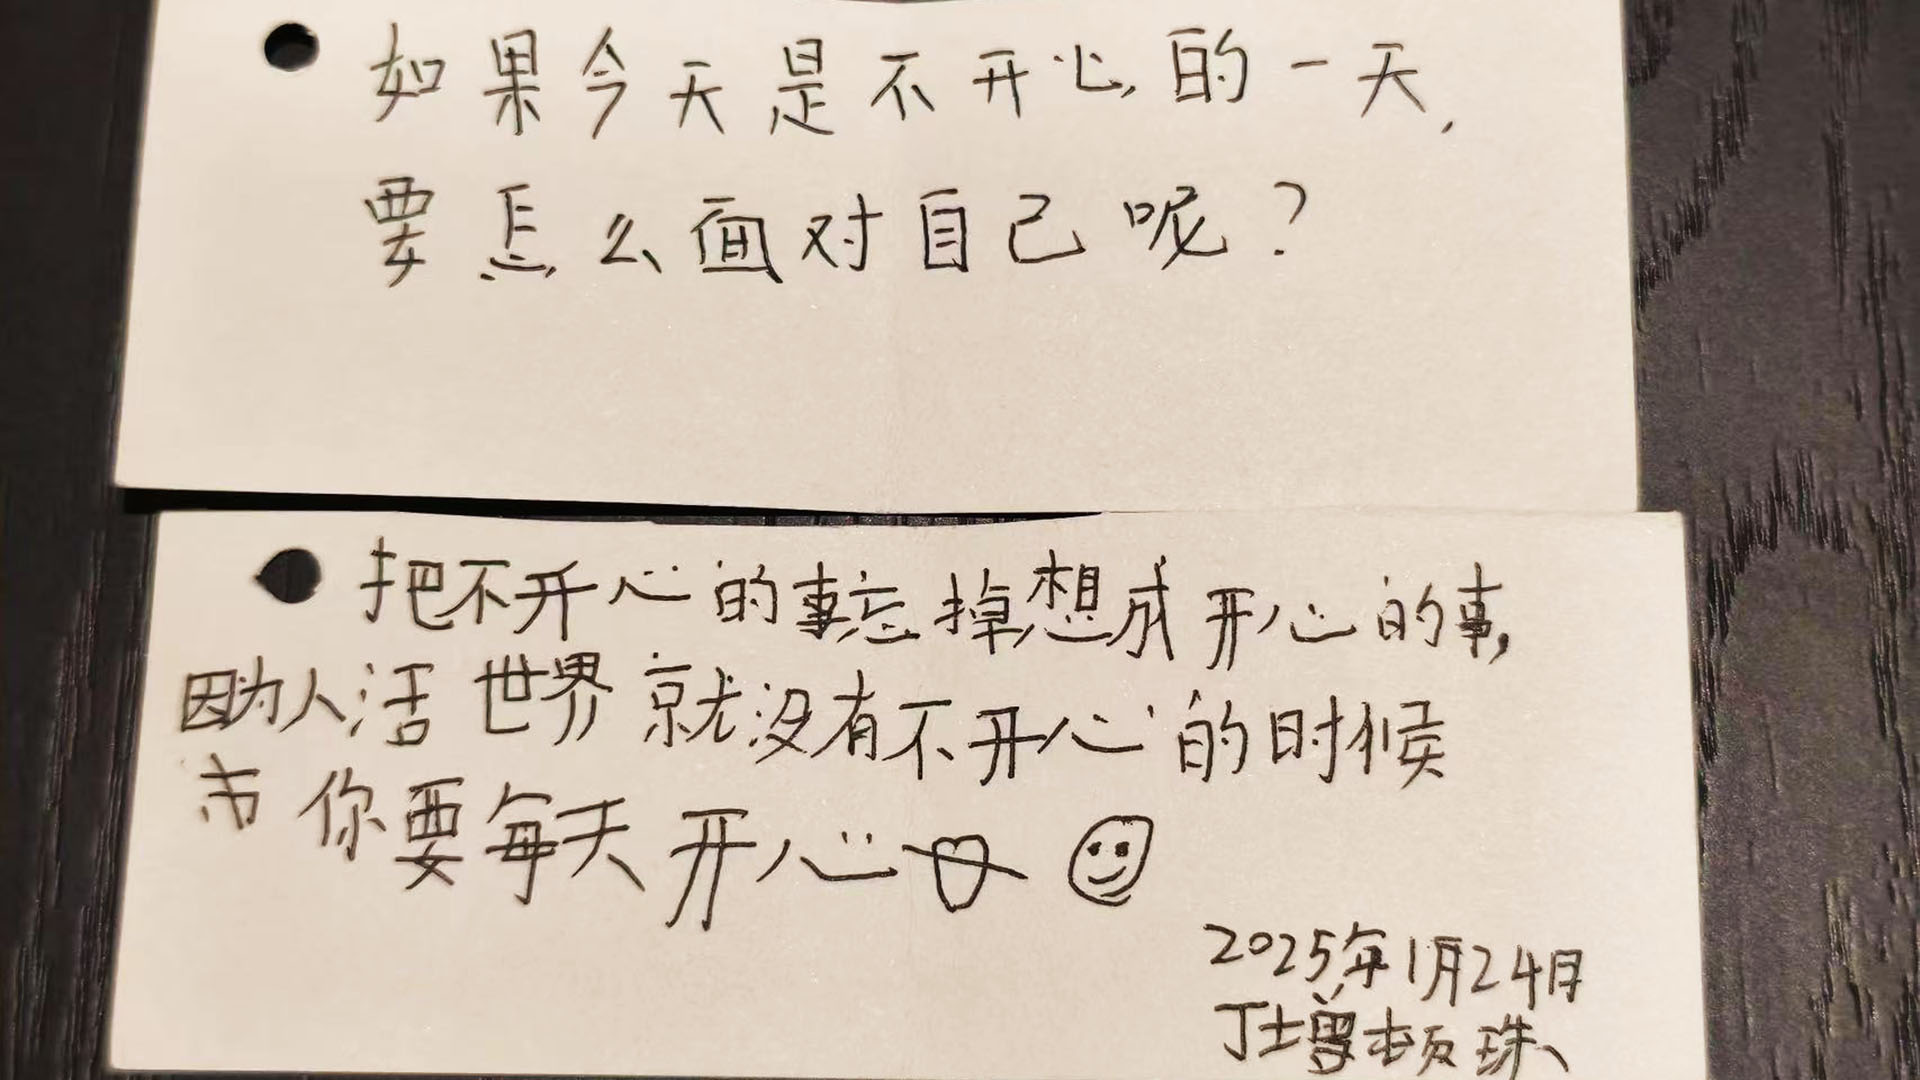 如果今天是不开心的一天,
要怎么面对自己呢?
把不开心的事忘掉,想成开心的事,
因为人活世界就没有不开心的时候
你要每天开心
2025年1月24日
丁增顿珠